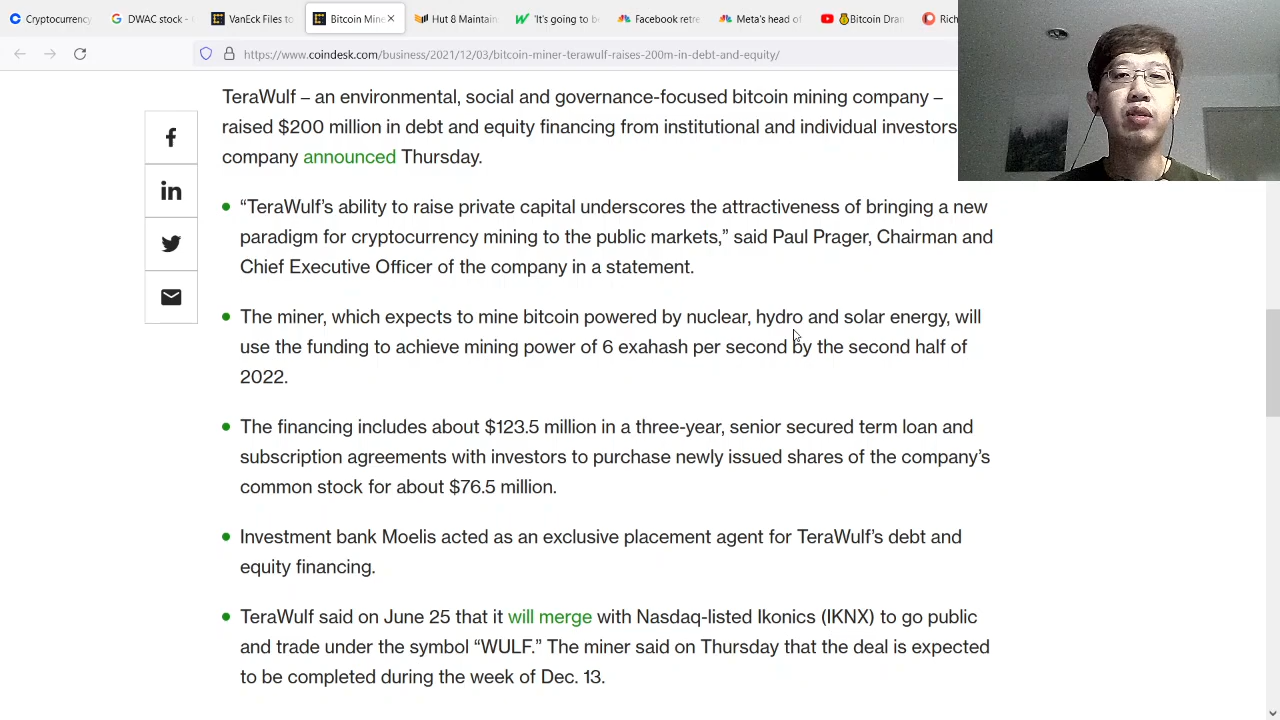 Cryptocurrency
DWAC stock -
VanEck Files to
Bitcoin Mine
Hut 8 Maintain
'It's going to b
Facebook retre
Meta's head of
Bitcoin Dran
Rich
https://www.coindesk.com/business/2021/12/03/bitcoin-miner-terawulf-raises-200m-in-debt-and-equity/
TeraWulf – an environmental, social and governance-focused bitcoin mining company –
raised $200 million in debt and equity financing from institutional and individual investors
company announced Thursday.
“TeraWulf’s ability to raise private capital underscores the attractiveness of bringing a new
paradigm for cryptocurrency mining to the public markets,” said Paul Prager, Chairman and
Chief Executive Officer of the company in a statement.
The miner, which expects to mine bitcoin powered by nuclear, hydro and solar energy, will
use the funding to achieve mining power of 6 exahash per second by the second half of
2022.
The financing includes about $123.5 million in a three-year, senior secured term loan and
subscription agreements with investors to purchase newly issued shares of the company’s
common stock for about $76.5 million.
Investment bank Moelis acted as an exclusive placement agent for TeraWulf’s debt and
equity financing.
TeraWulf said on June 25 that it will merge with Nasdaq-listed Ikonics (IKNX) to go public
and trade under the symbol “WULF.” The miner said on Thursday that the deal is expected
to be completed during the week of Dec. 13.